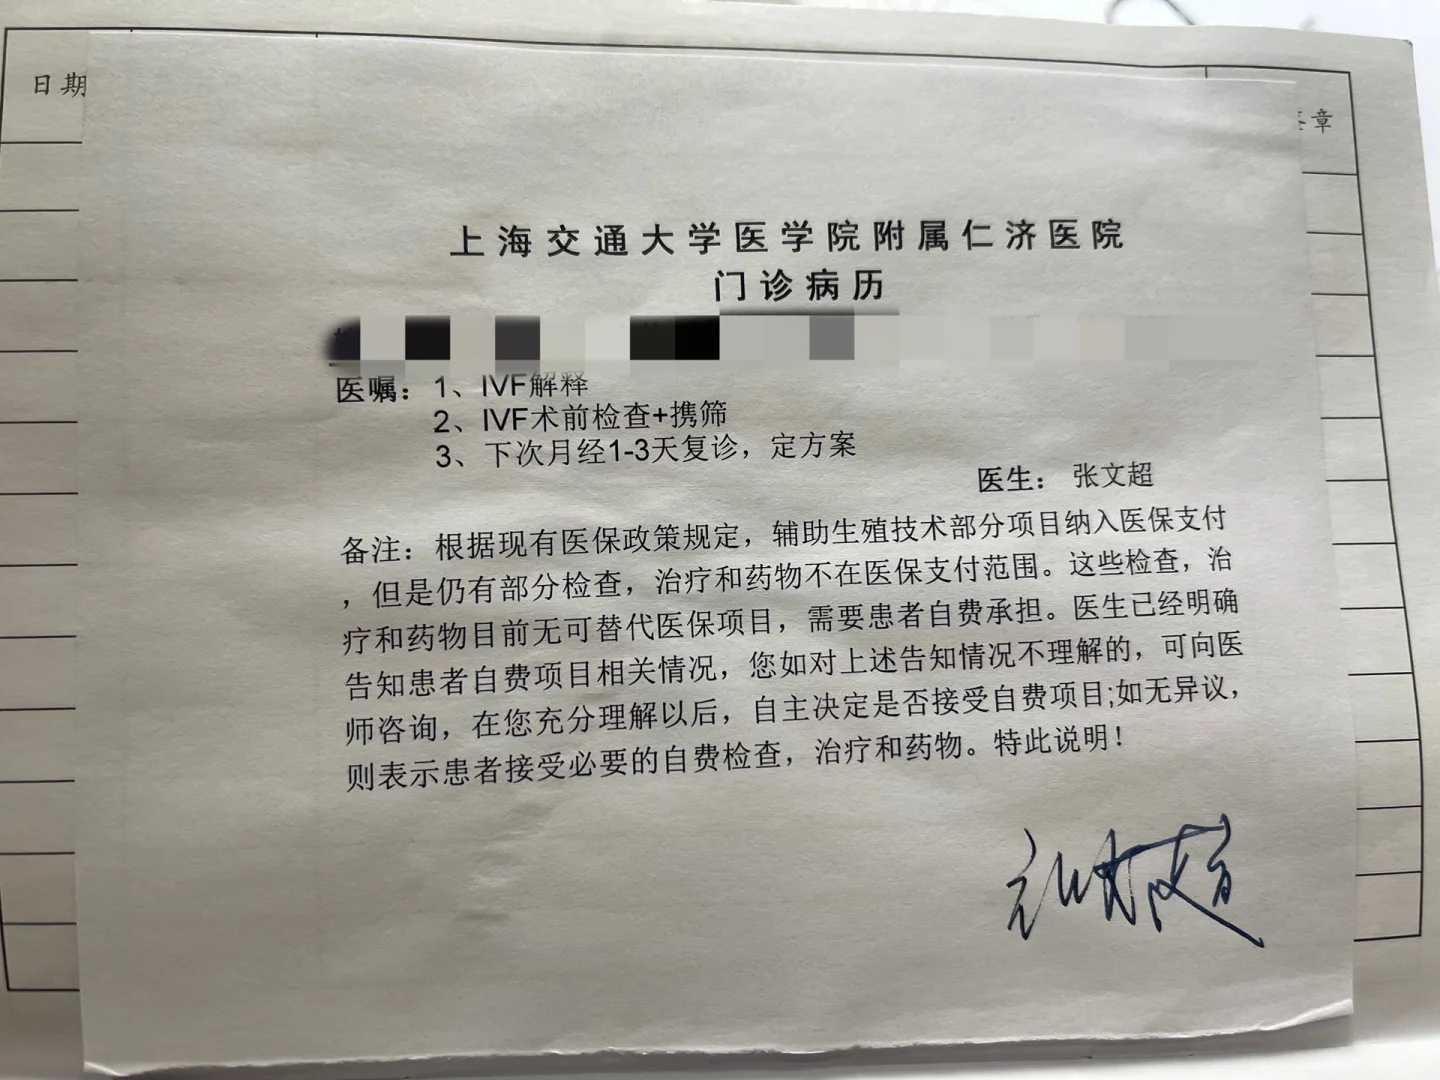 日期
章
上海交通大学医学院附属仁济医院
门诊病历
医嘱：1、IVF解释
2、IVF术前检查+携筛
3、下次月经1-3天复诊，定方案
医生： 张文超
备注：根据现有医保政策规定，辅助生殖技术部分项目纳入医保支付
，但是仍有部分检查，治疗和药物不在医保支付范围。这些检查，治
疗和药物目前无可替代医保项目，需要患者自费承担。医生已经明确
告知患者自费项目相关情况，您如对上述告知情况不理解的，可向医
师咨询，在您充分理解以后，自主决定是否接受自费项目;如无异议，
则表示患者接受必要的自费检查，治疗和药物。特此说明！
张文超